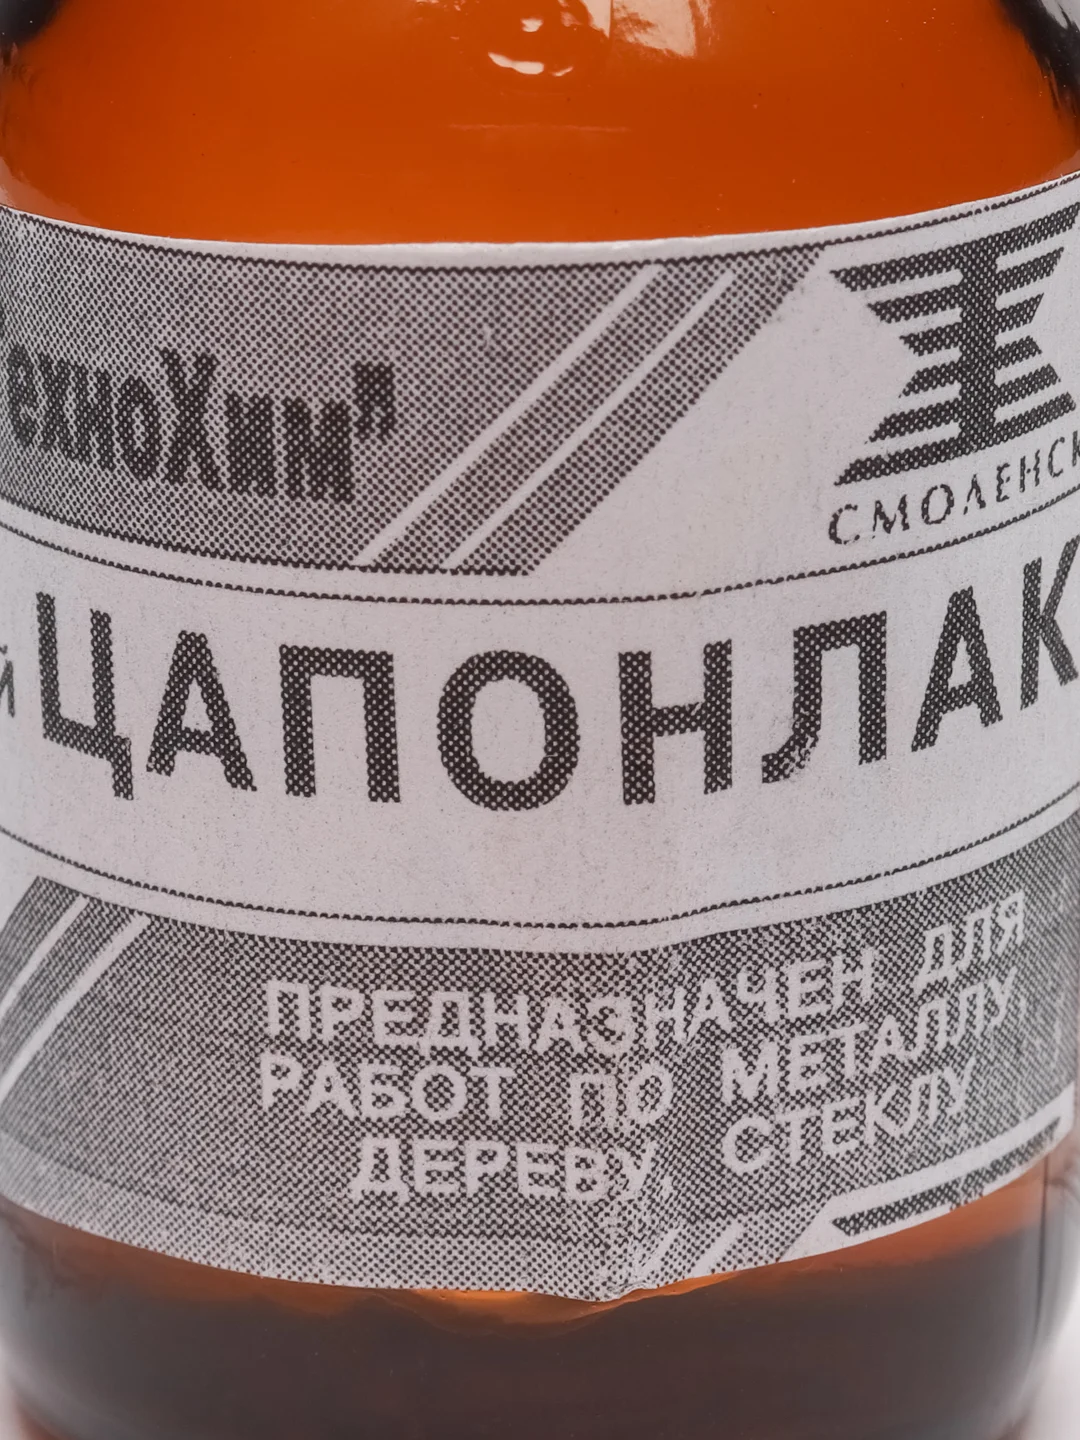 ехноХим"
СМОЛЕНСК
й ЦАПОНЛАК
ПРЕДНАЗНАЧЕН ДЛЯ
РАБОТ ПО МЕТАЛЛУ,
ДЕРЕВУ, СТЕКЛУ